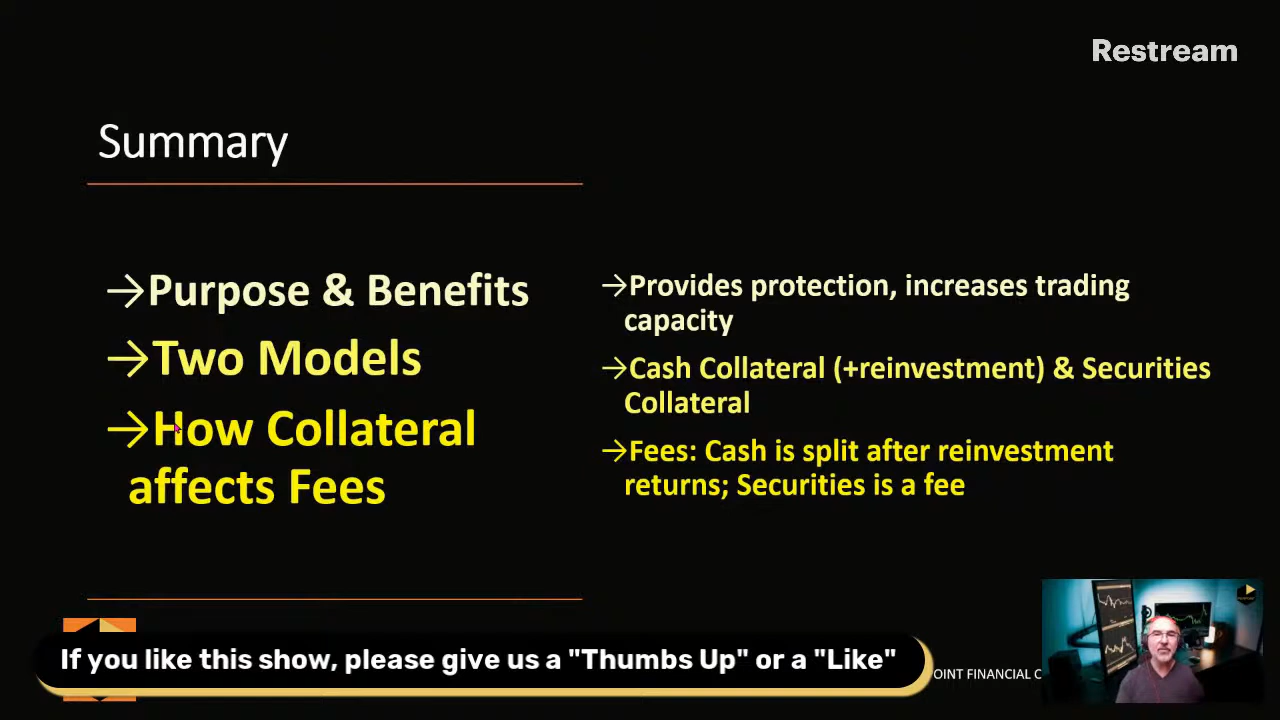 Restream
Summary
→Purpose & Benefits
→Two Models
→How Collateral
affects Fees
→Provides protection, increases trading
capacity
→Cash Collateral (+reinvestment) & Securities
Collateral
→Fees: Cash is split after reinvestment
returns; Securities is a fee
If you like this show, please give us a "Thumbs Up" or a "Like"
FINANCIAL